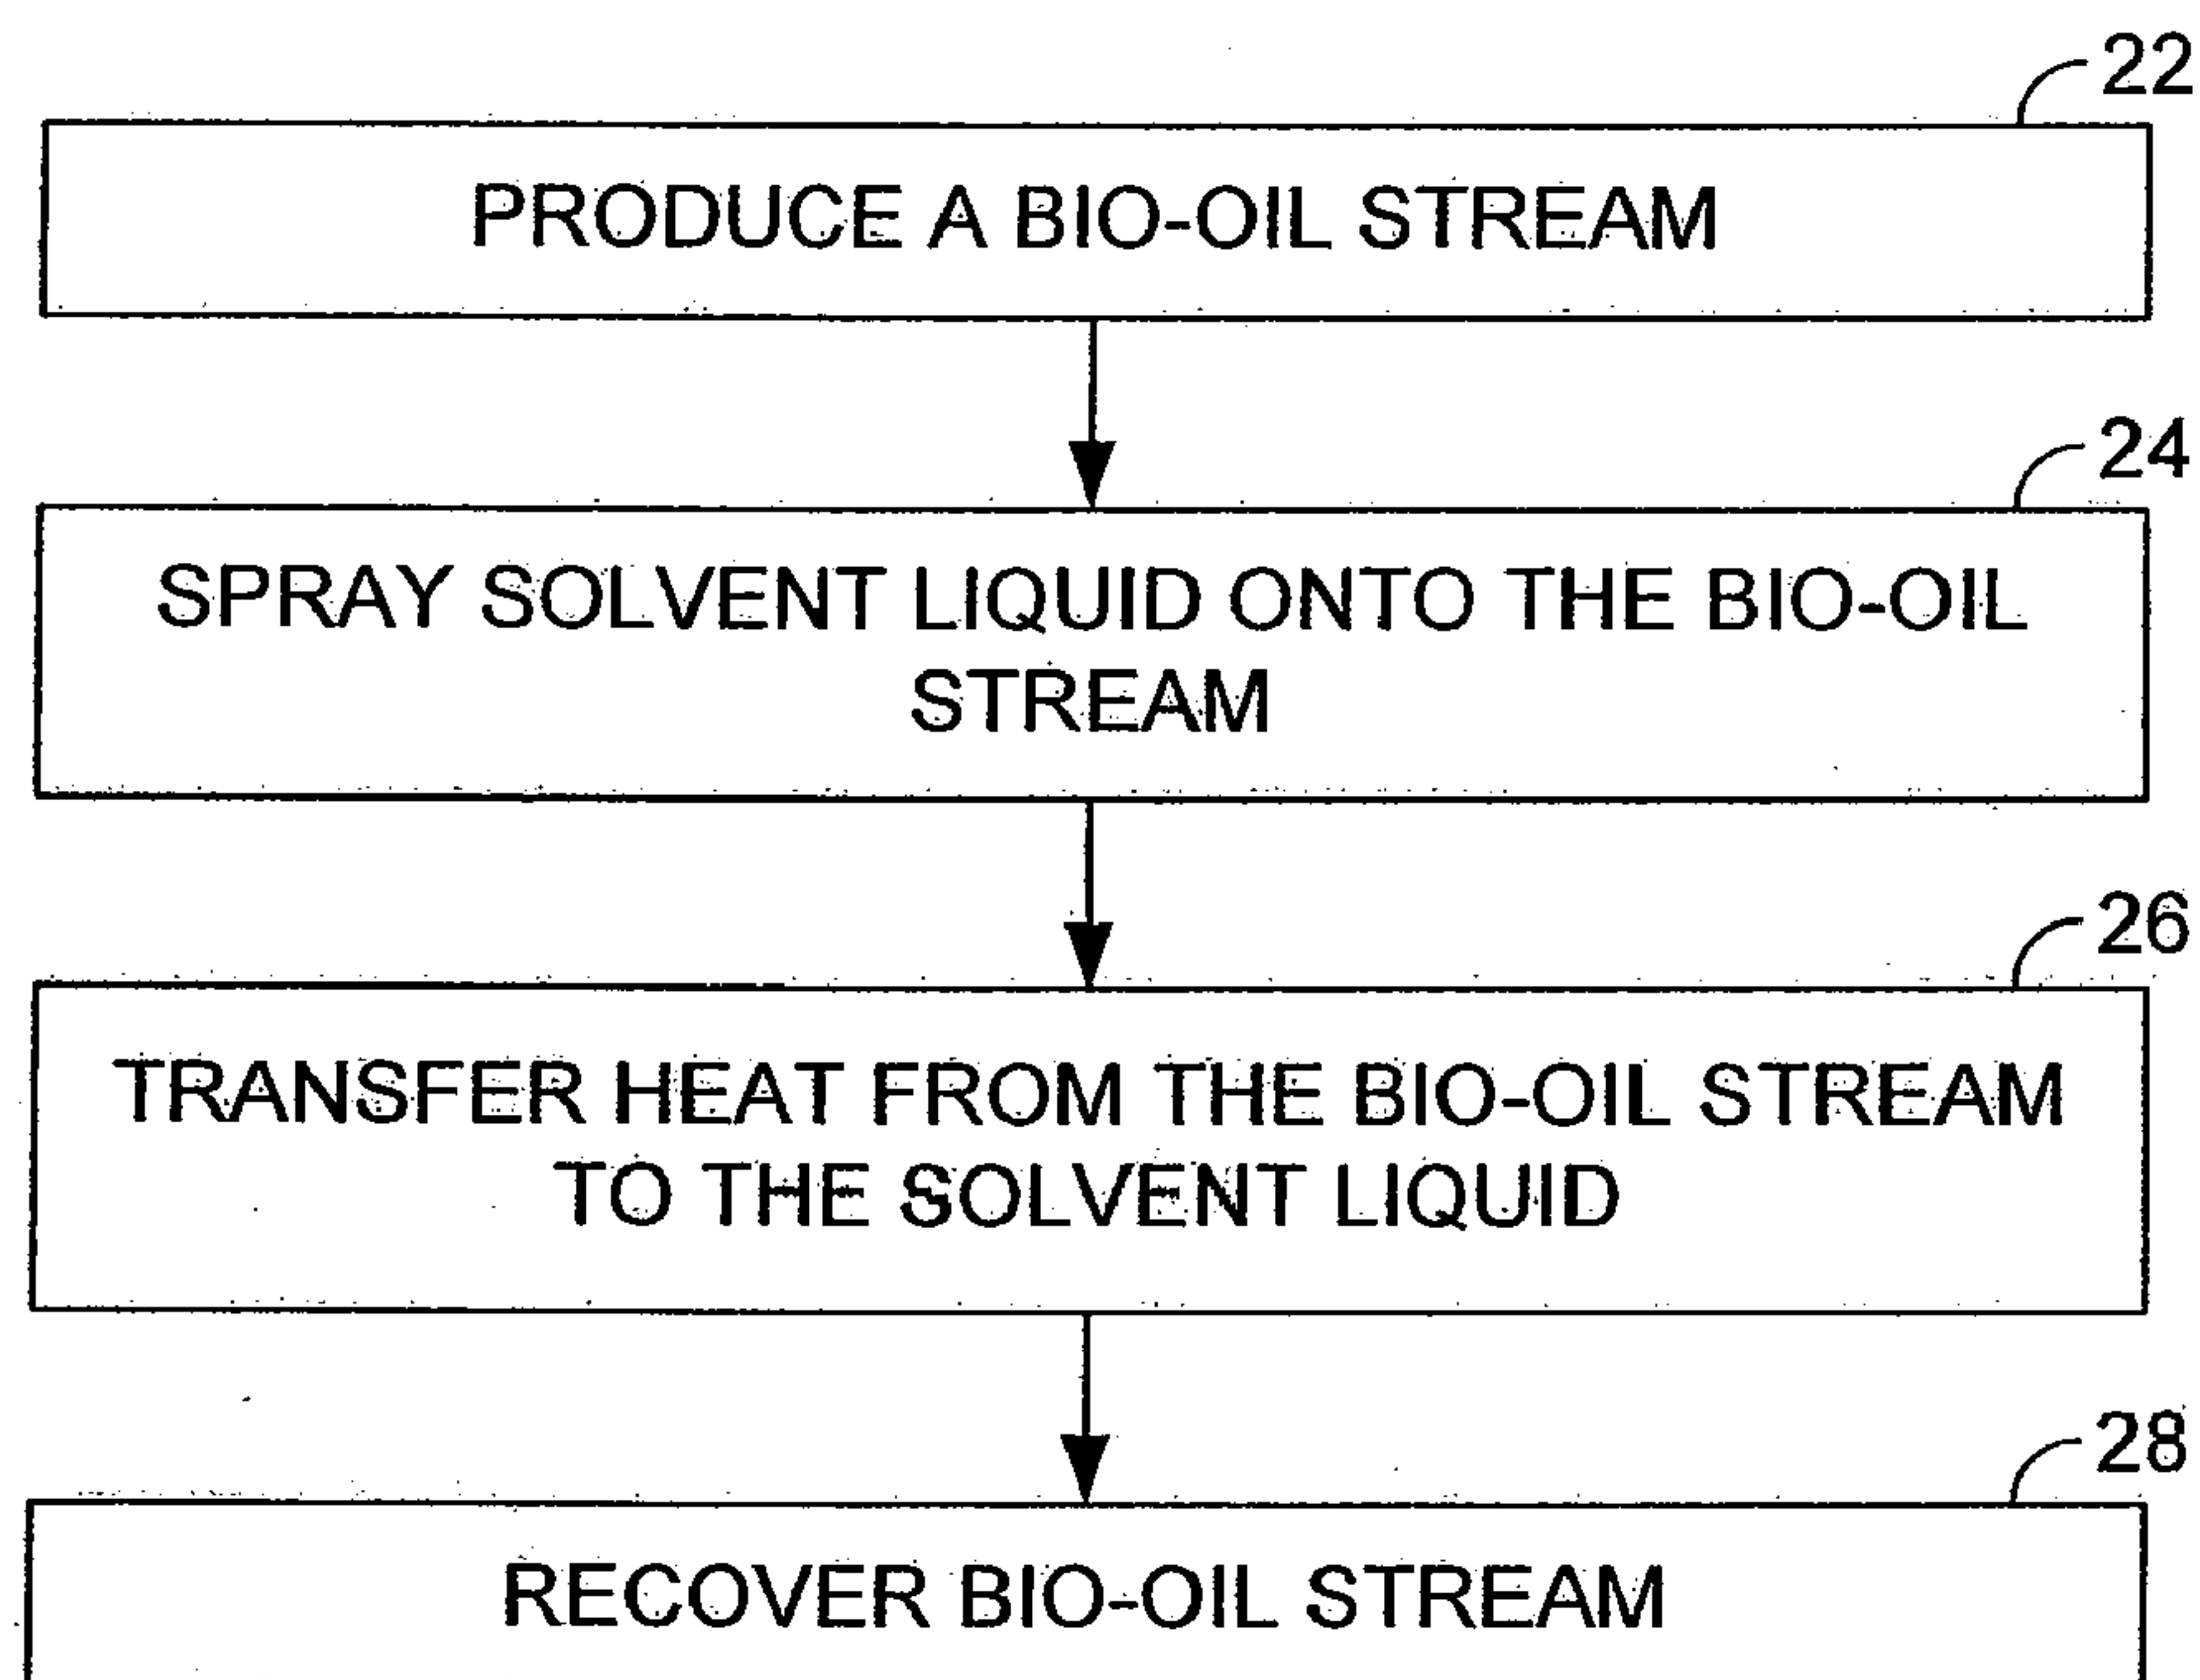 22
PRODUCE A BIO-OIL STREAM
24
SPRAY SOLVENT LIQUID ONTO THE BIO-OIL
STREAM
26
TRANSFER HEAT FROM THE BIO-OIL STREAM
TO THE SOLVENT LIQUID
28
RECOVER BIO-OIL STREAM